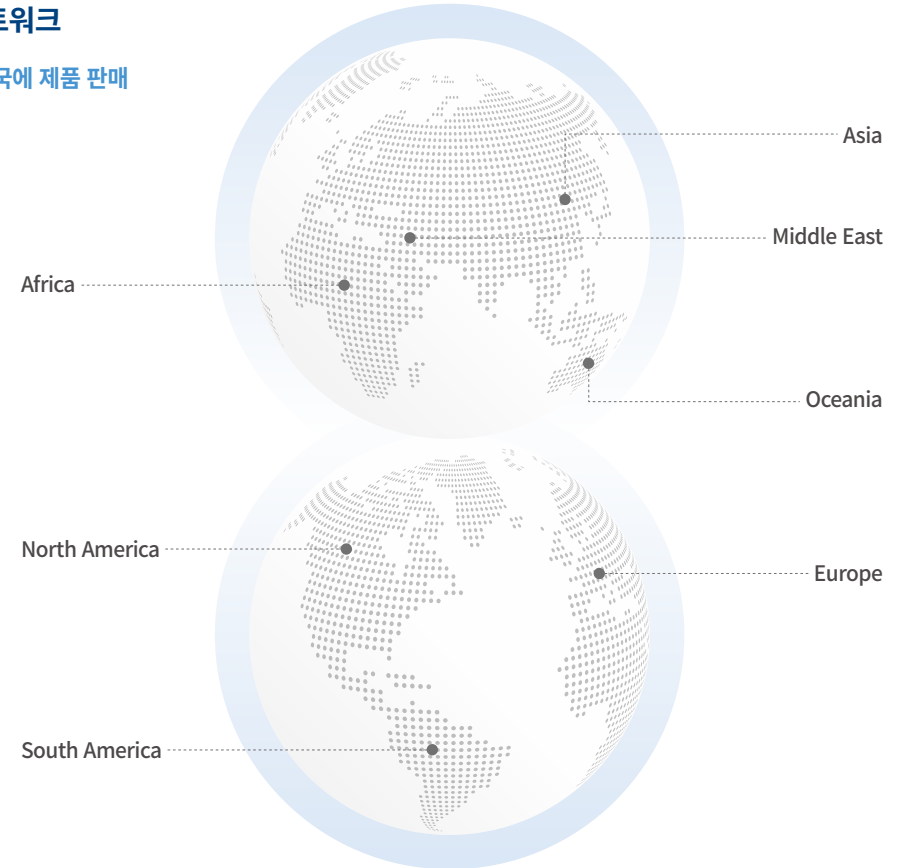 트워크
국에 제품 판매
Asia
Middle East
Africa
Oceania
North America
Europe
South America